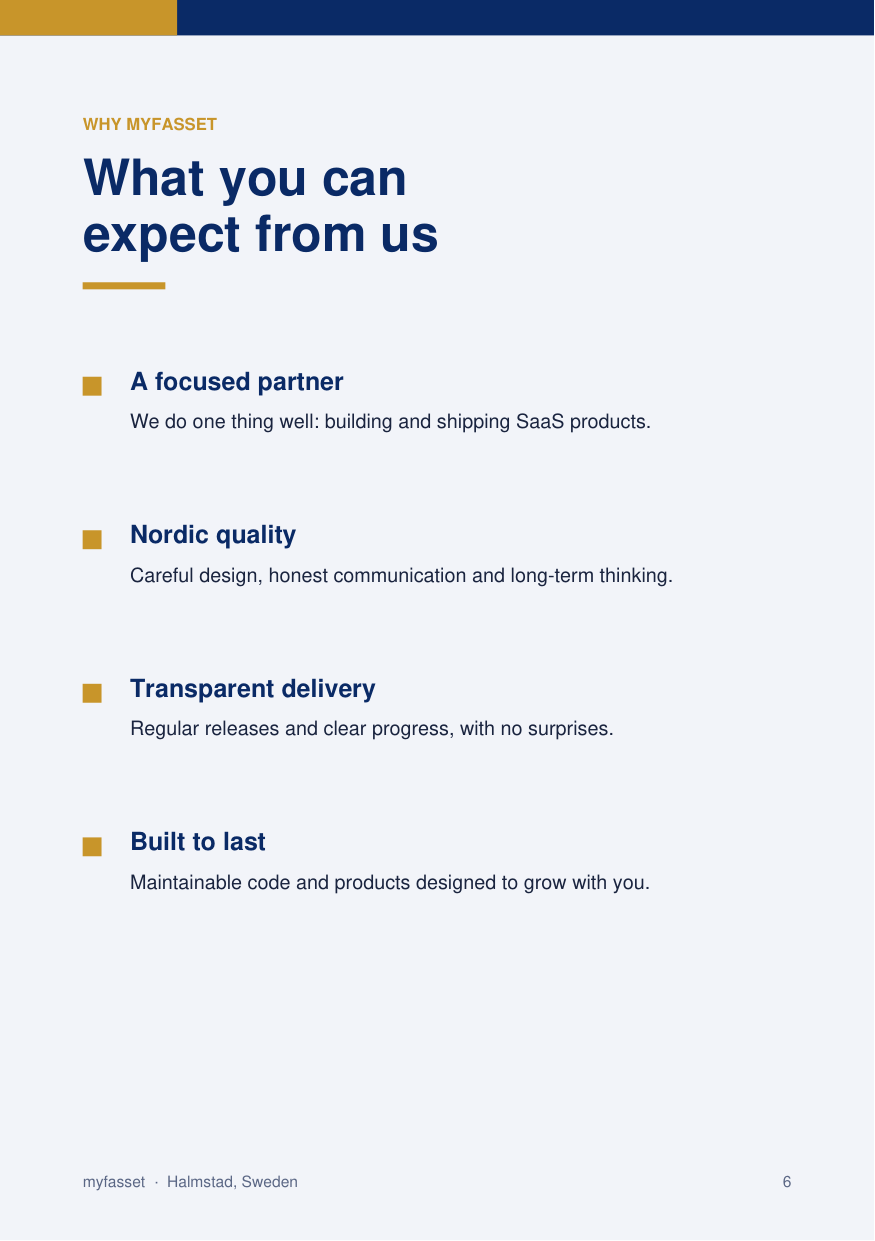 WHY MYFASSET
What you can
expect from us
A focused partner
We do one thing well: building and shipping SaaS products.
Nordic quality
Careful design, honest communication and long-term thinking.
Transparent delivery
Regular releases and clear progress, with no surprises.
Built to last
Maintainable code and products designed to grow with you.
myfasset · Halmstad, Sweden
6